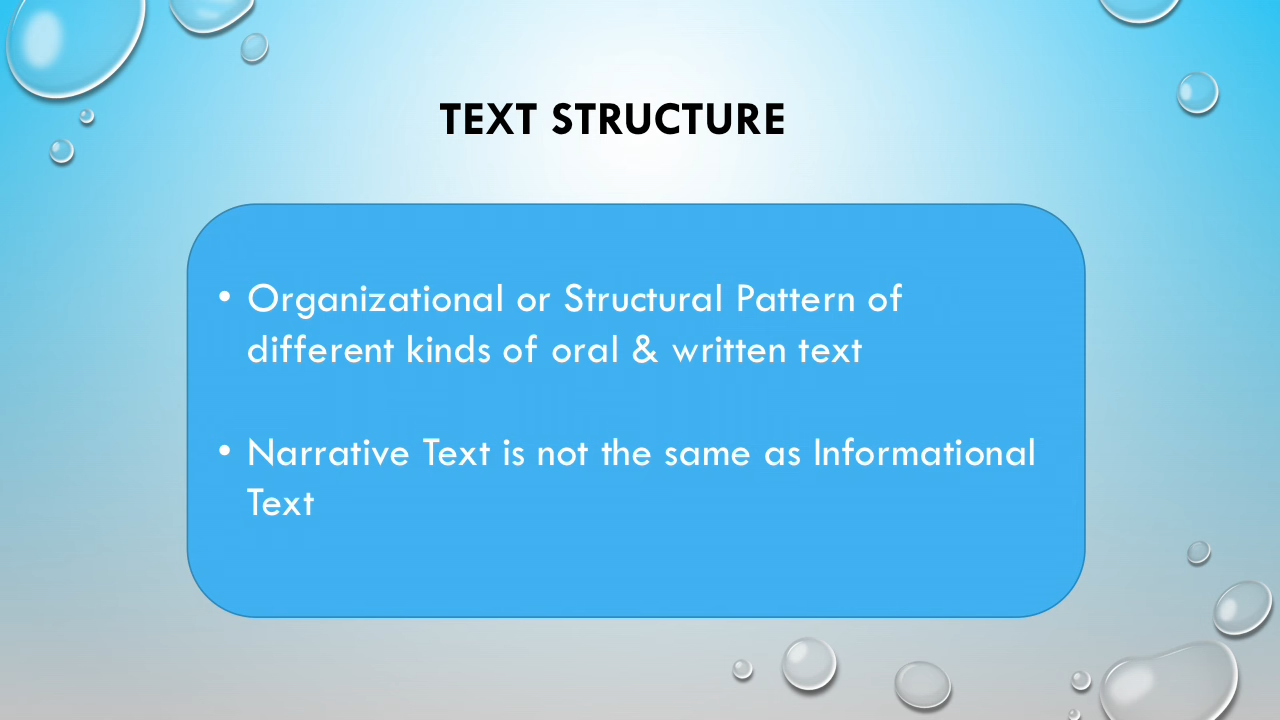 TEXT STRUCTURE
• Organizational or Structural Pattern of
different kinds of oral & written text
• Narrative Text is not the same as Informational
Text